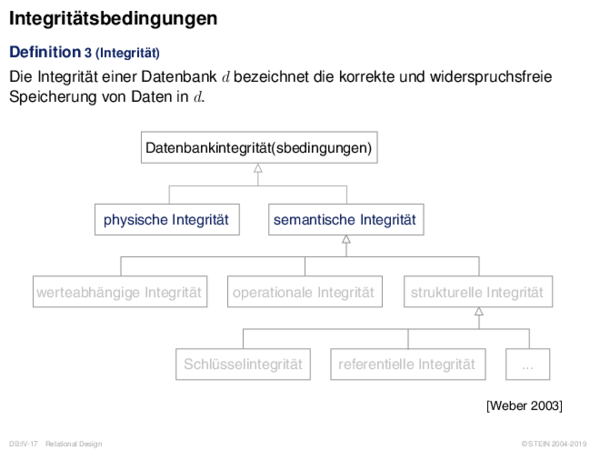 Integritätsbedingungen
Definition 3 (Integrität)
Die Integrität einer Datenbank d bezeichnet die korrekte und widerspruchsfreie
Speicherung von Daten in d.
Datenbankintegrität(sbedingungen)
physische Integrität
semantische Integrität
werteabhängige Integrität
operationale Integrität
strukturelle Integrität
Schlüsselintegrität
referentielle Integrität
...
[Weber 2003]
DB:IV-17 Relational Design
© STEIN 2004-2019